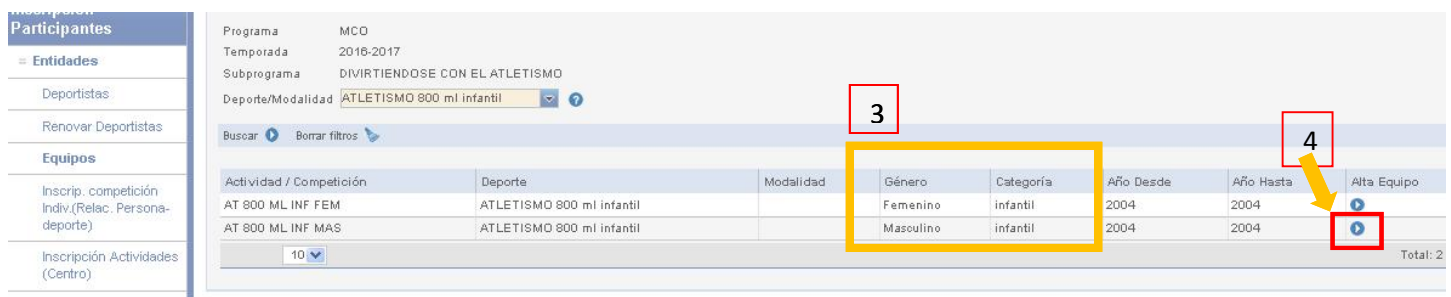 Inscripción
Participantes
Entidades
Deportistas
Renovar Deportistas
Equipos
Inscrip. competición
Indiv.(Relac. Persona-
deporte)
Inscripción Actividades
(Centro)
Programa MCO
Temporada 2016-2017
Subprograma DIVIRTIENDOSE CON EL ATLETISMO
Deporte/Modalidad ATLETISMO 800 ml infantil
Buscar Borrar filtros
3
4
Actividad / Competición Deporte Modalidad Género Categoría Año Desde Año Hasta Alta Equipo
AT 800 ML INF FEM ATLETISMO 800 ml infantil Femenino infantil 2004 2004
AT 800 ML INF MAS ATLETISMO 800 ml infantil Masculino infantil 2004 2004
10 Total: 2